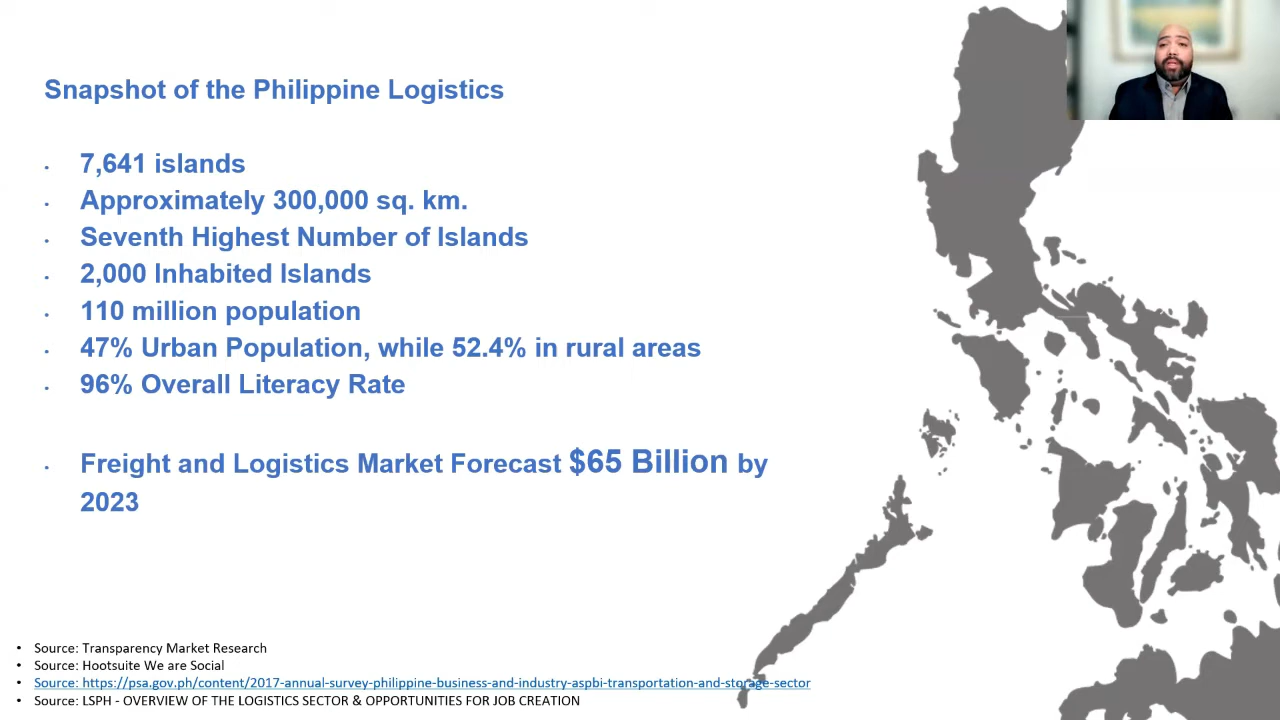 Snapshot of the Philippine Logistics
• 7,641 islands
• Approximately 300,000 sq. km.
• Seventh Highest Number of Islands
• 2,000 Inhabited Islands
• 110 million population
• 47% Urban Population, while 52.4% in rural areas
• 96% Overall Literacy Rate
• Freight and Logistics Market Forecast $65 Billion by
2023
• Source: Transparency Market Research
• Source: Hootsuite We are Social
• Source: https://psa.gov.ph/content/2017-annual-survey-philippine-business-and-industry-aspbi-transportation-and-storage-sector
• Source: LSPH - OVERVIEW OF THE LOGISTICS SECTOR & OPPORTUNITIES FOR JOB CREATION